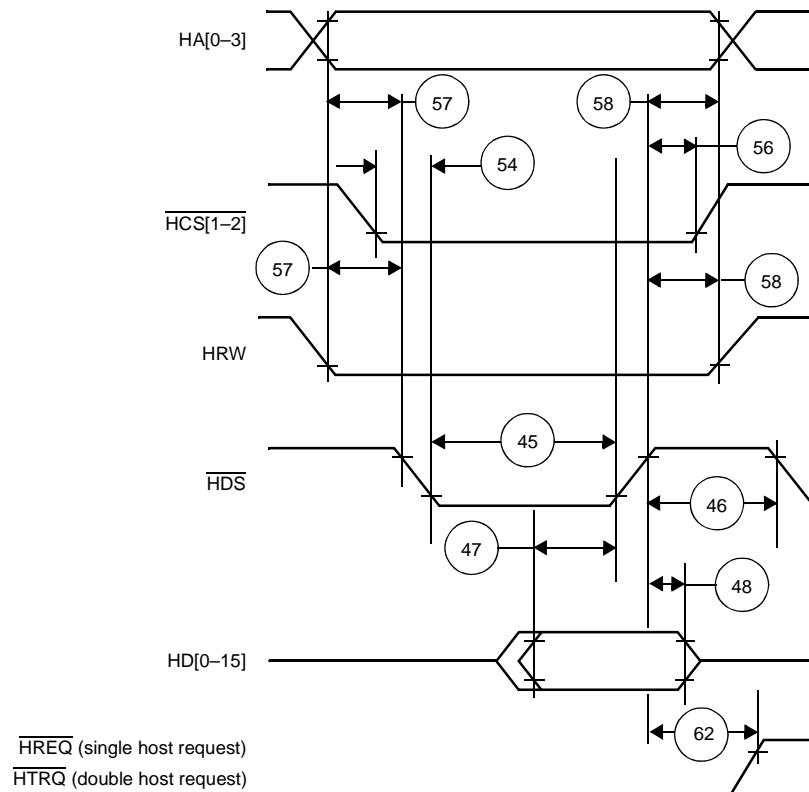 HA[0–3]
57
58
54
56
HCS[1–2]
57
58
HRW
45
HDS
46
47
48
HD[0–15]
62
HREQ (single host request)
HTRQ (double host request)